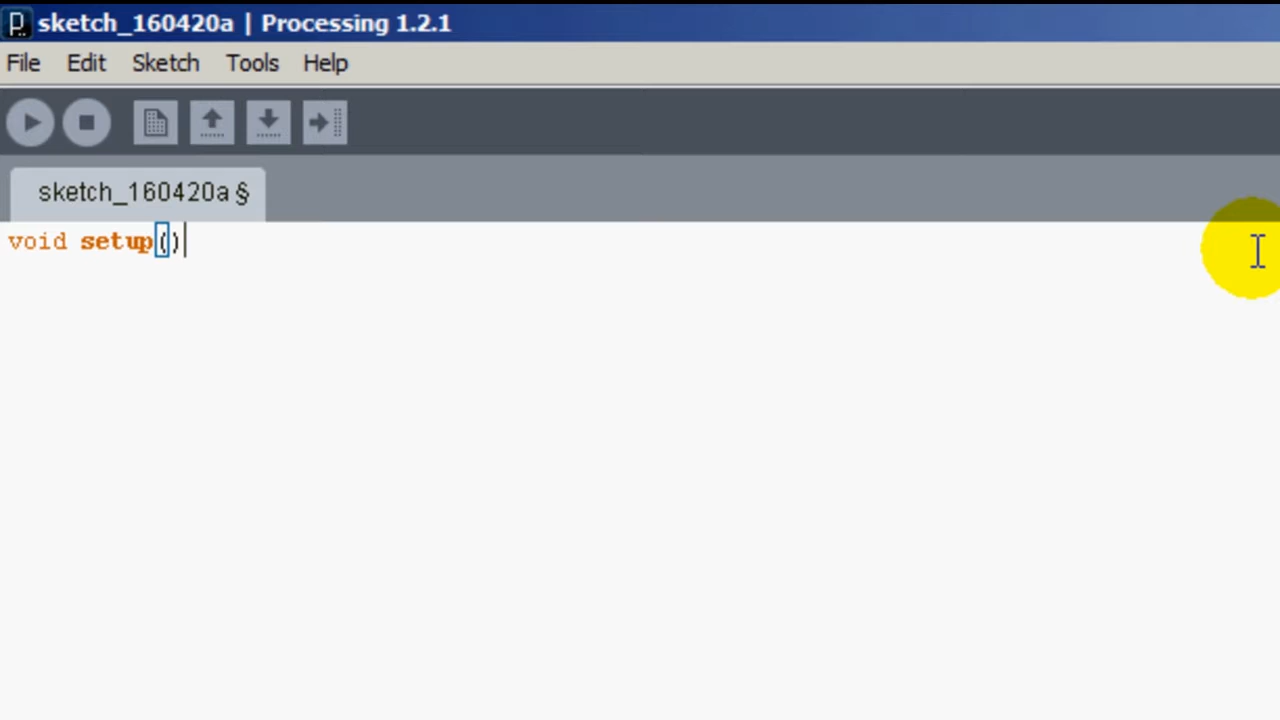 sketch_160420a | Processing 1.2.1
File Edit Sketch Tools Help
sketch_160420a §
void setup()